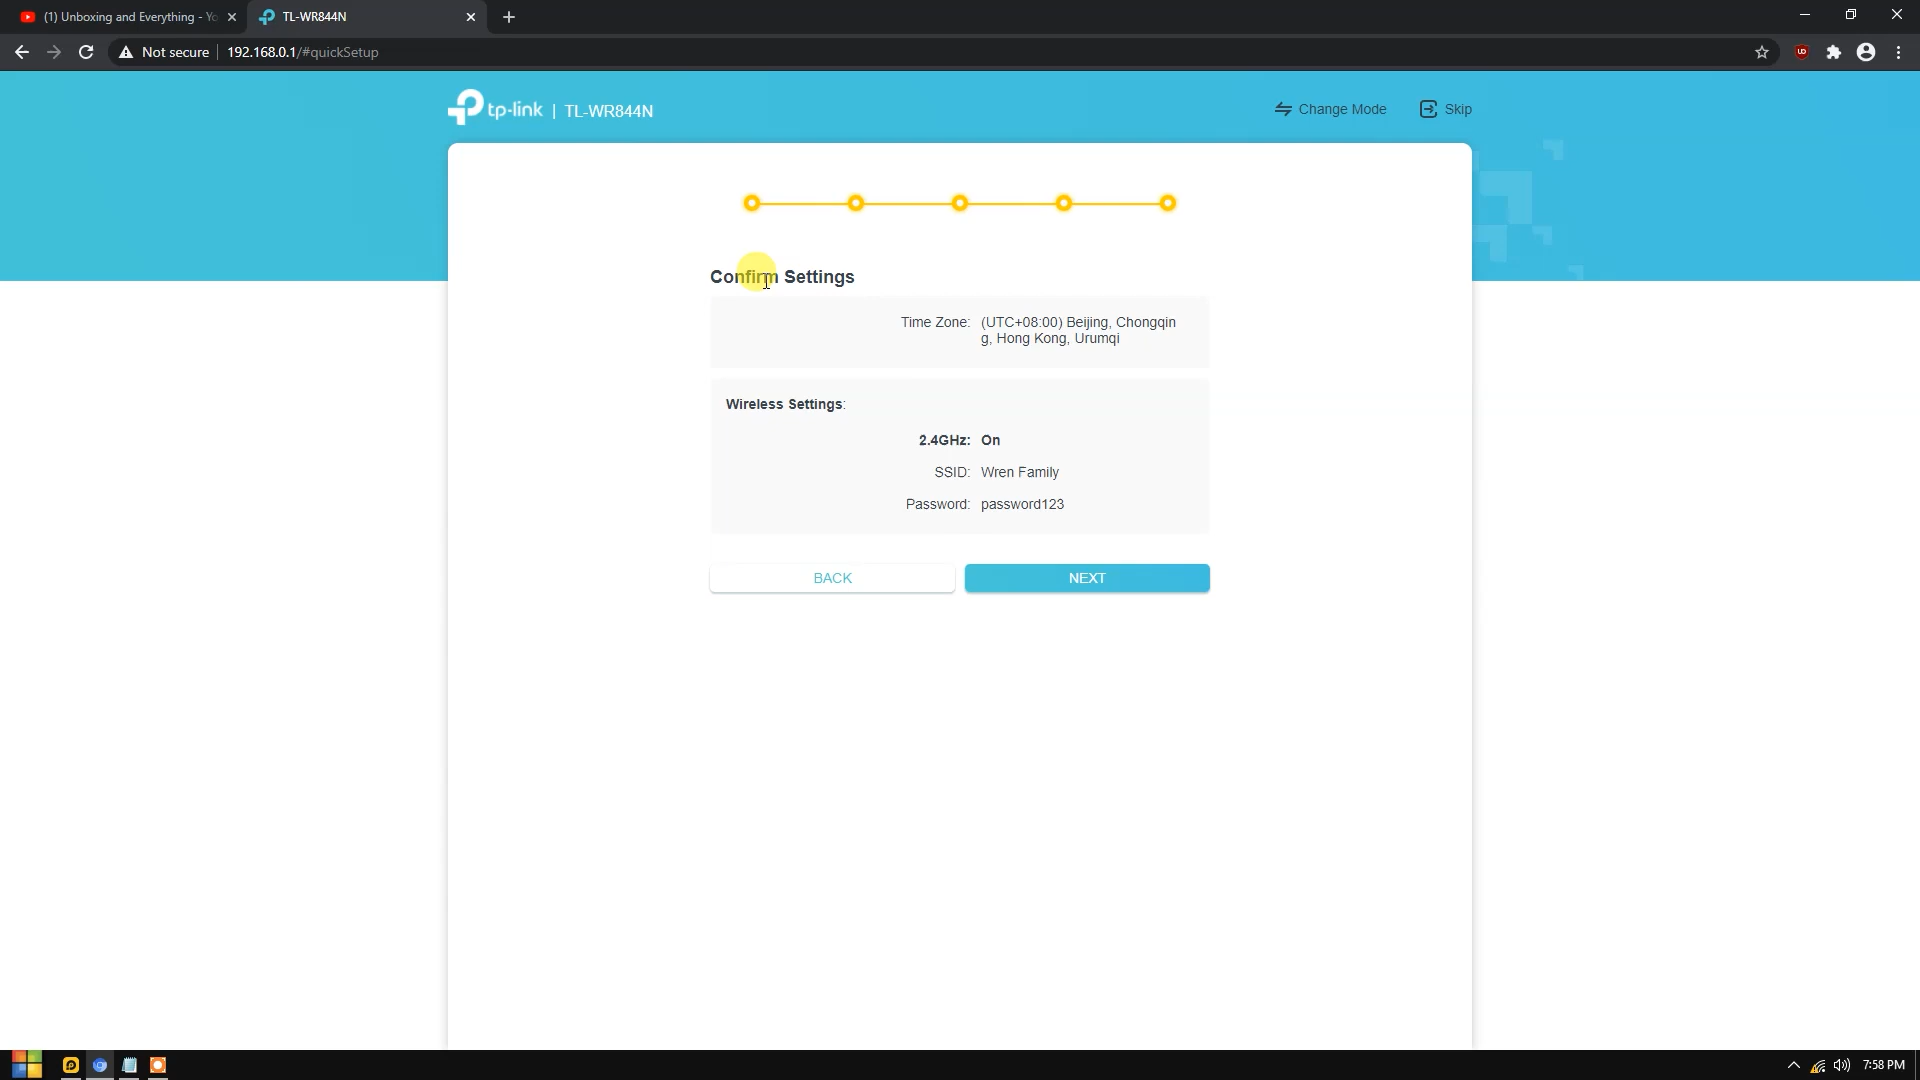 (1) Unboxing and Everything - Yo
TL-WR844N
Not secure
192.168.0.1/#quickSetup
tp-link | TL-WR844N
Change Mode
Skip
Confirm Settings
Time Zone: (UTC+08:00) Beijing, Chongqin
g, Hong Kong, Urumqi
Wireless Settings:
2.4GHz: On
SSID: Wren Family
Password: password123
BACK
NEXT
7:58 PM